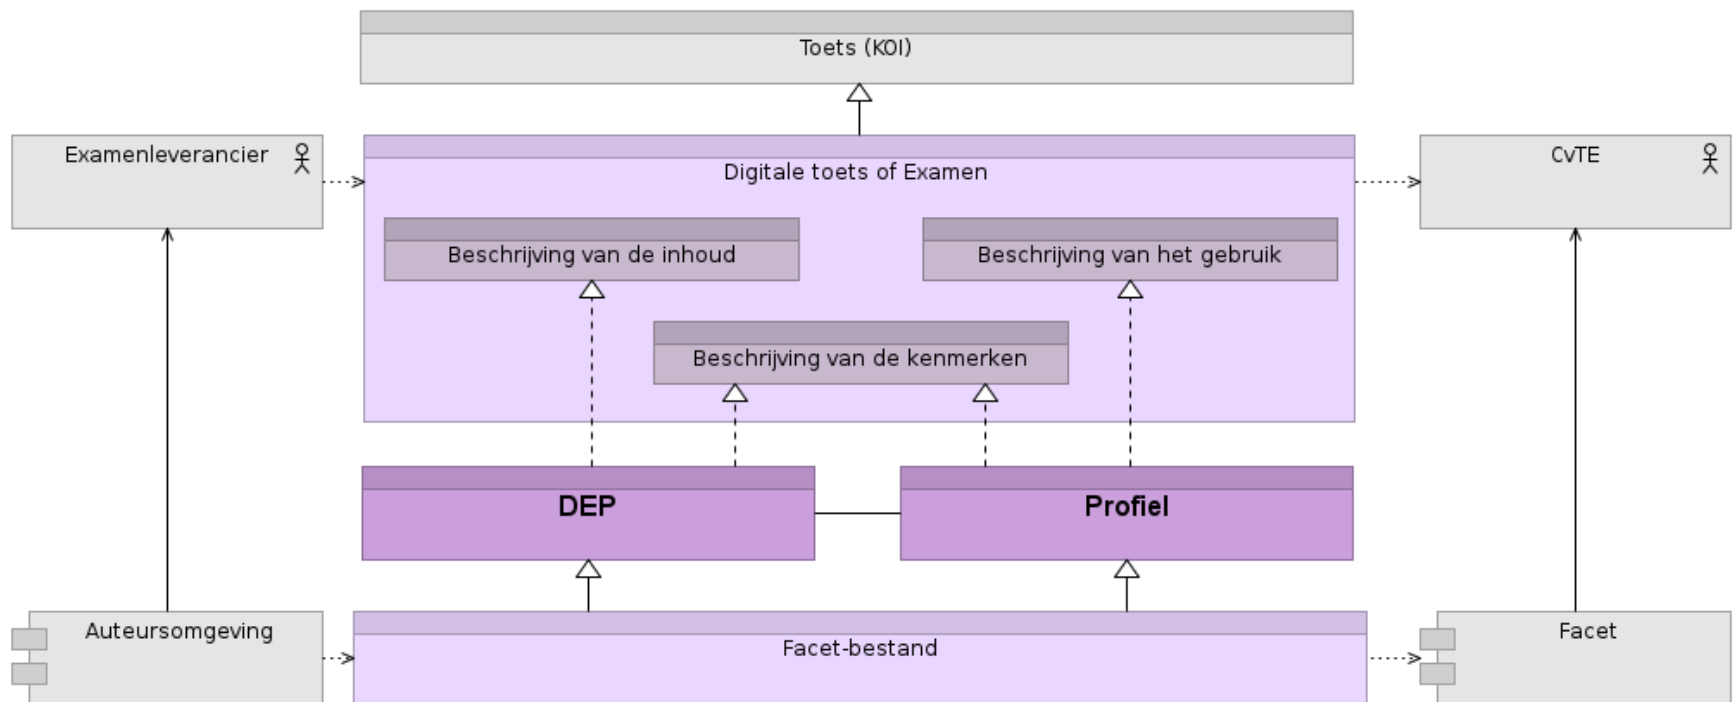 Toets (KOI)
Examenleverancier
Digitale toets of Examen
CvTE
Beschrijving van de inhoud
Beschrijving van het gebruik
Beschrijving van de kenmerken
DEP
Profiel
Auteursomgeving
Facet-bestand
Facet